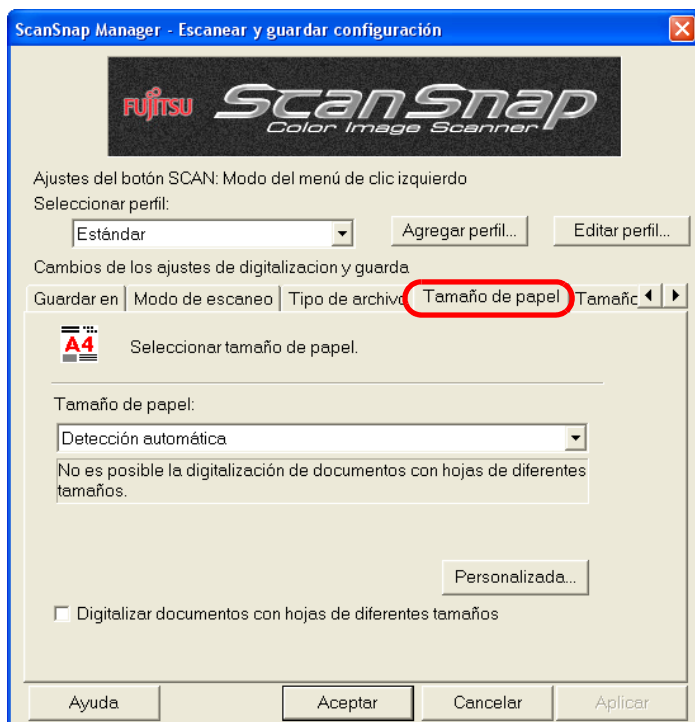 ScanSnap Manager - Escanear y guardar configuración
FUJITSU ScanSnap
Color Image Scanner
Ajustes del botón SCAN: Modo del menú de clic izquierdo
Seleccionar perfil:
Estándar Agregar perfil... Editar perfil...
Cambios de los ajustes de digitalizacion y guarda
Guardar en Modo de escaneo Tipo de archivo Tamaño de papel Tamaño
A4 Seleccionar tamaño de papel.
Tamaño de papel:
Detección automática
No es posible la digitalización de documentos con hojas de diferentes
tamaños.
Personalizada...
Digitalizar documentos con hojas de diferentes tamaños
Ayuda Aceptar Cancelar Aplicar